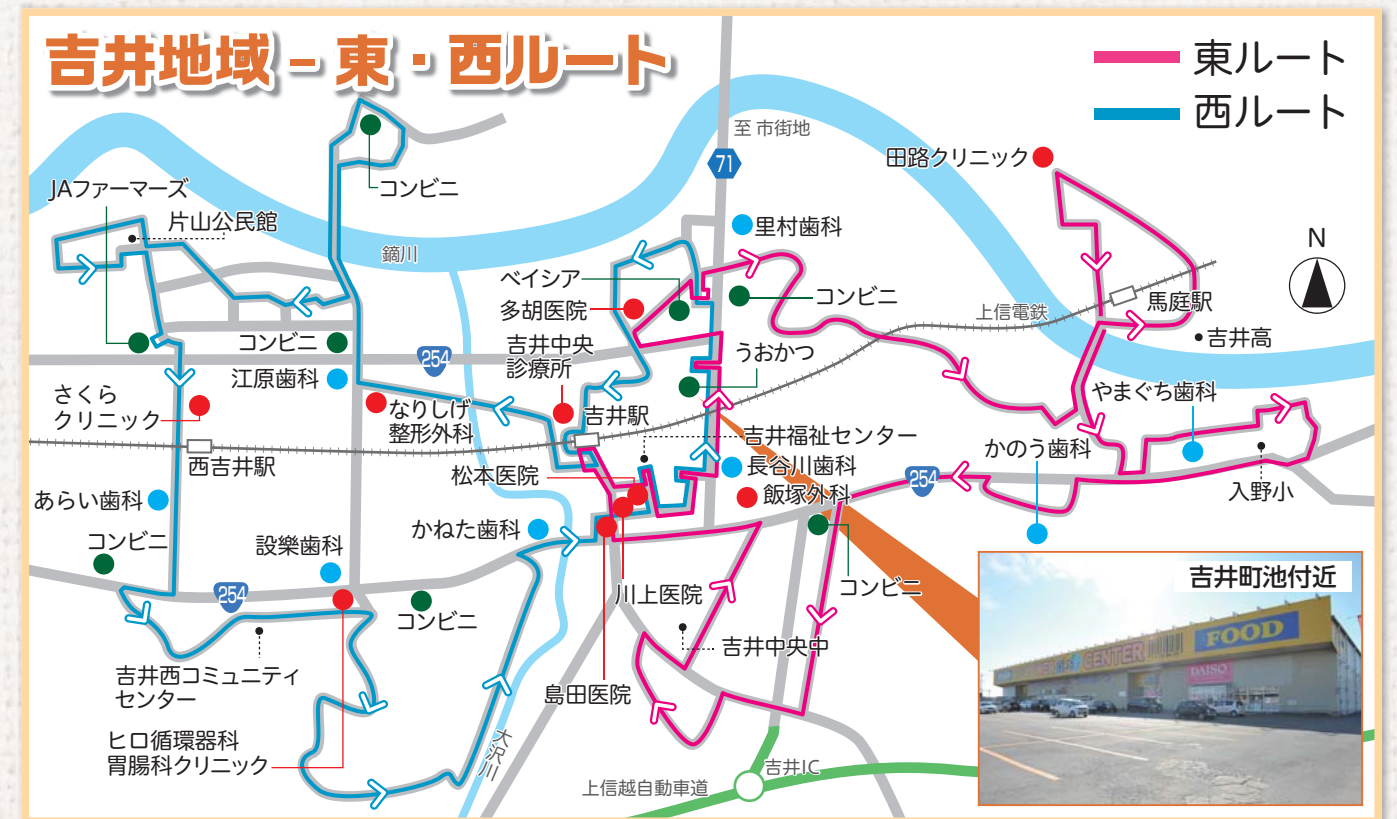 吉井地域 – 東・西ルート
東ルート
西ルート
至 市街地
71
田路クリニック
コンビニ
JAファーマーズ
片山公民館
里村歯科
鏑川
N
ベイシア
多胡医院
コンビニ
馬庭駅
上信電鉄
吉井高
コンビニ
254
吉井中央
診療所
うおかつ
江原歯科
さくら
クリニック
やまぐち歯科
なりしげ
整形外科
吉井駅
吉井福祉センター
かのう歯科
西吉井駅
松本医院
長谷川歯科
254
飯塚外科
入野小
あらい歯科
かねた歯科
コンビニ
設樂歯科
254
川上医院
コンビニ
コンビニ
吉井町池付近
FOOD
CENTER
DAISO
吉井中央中
吉井西コミュニティ
センター
島田医院
ヒロ循環器科
胃腸科クリニック
大沢川
吉井IC
上信越自動車道